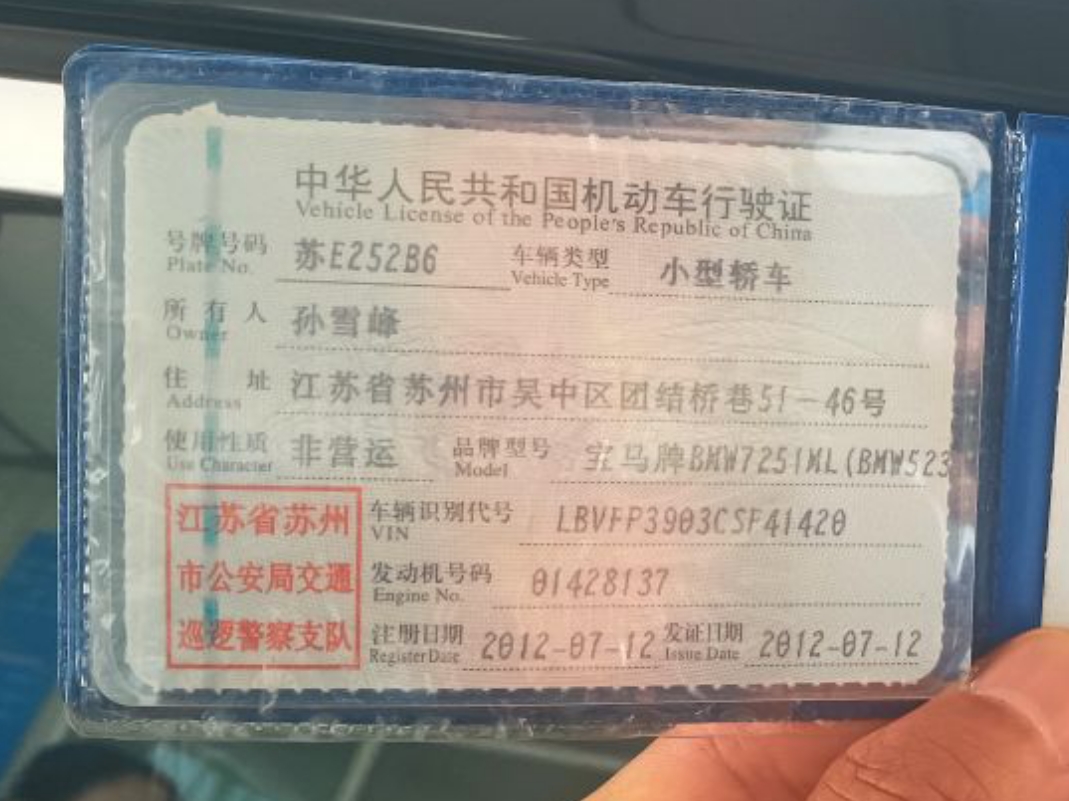 中华人民共和国机动车行驶证
Vehicle License of the People's Republic of China
号牌号码 苏E252B6 车辆类型 小型轿车
Plate No. Vehicle Type
所有人 孙雪峰
Owner
住址 江苏省苏州市吴中区团结桥巷51-46号
Address
使用性质 非营运 品牌型号 宝马牌BMW7251ML(BMW523
Use Character Model
江苏省苏州
市公安局交通
巡逻警察支队
车辆识别代号 LBVFP3903CSF41420
VIN
发动机号码 01428137
Engine No.
注册日期 2012-07-12 发证日期 2012-07-12
Register Date Issue Date